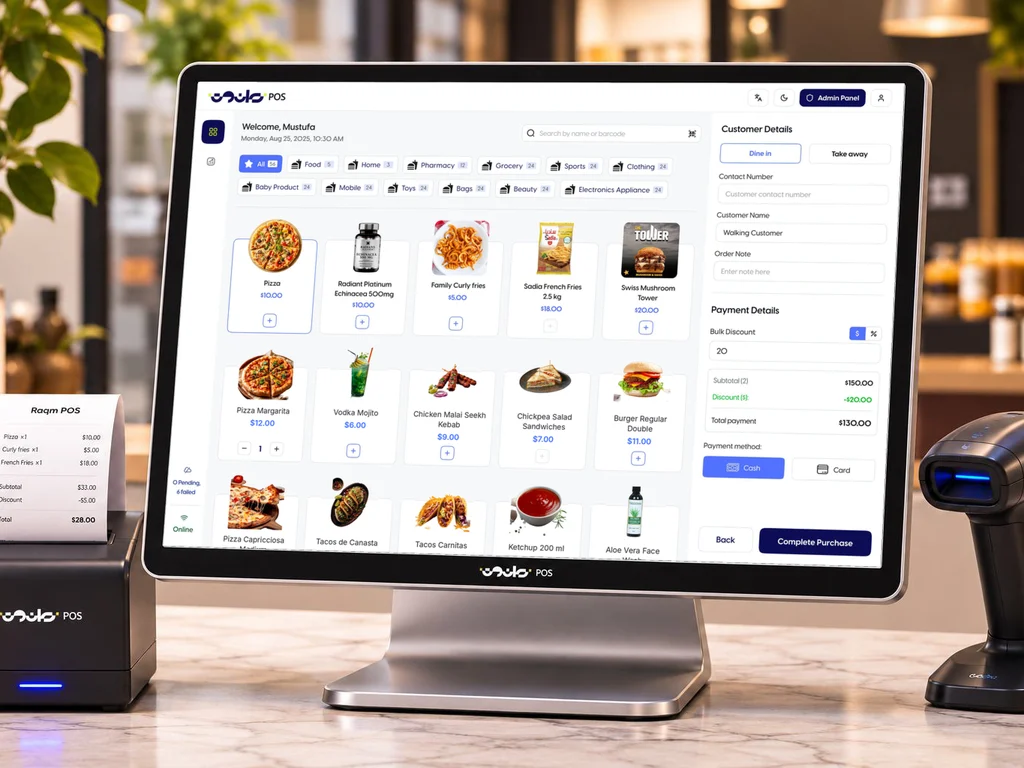 POS
Admin Panel
Welcome, Mustufa
Monday, Aug 25, 2025, 10:30 AM
Search by name or barcode
All
Food 5
Home 3
Pharmacy 12
Grocery 24
Sports 24
Clothing 24
Baby Product 24
Mobile 24
Toys 24
Bags 24
Beauty 24
Electronics Appliance 24
TOWER
Pizza
$10.00
Radiant Platinum
Echinacea 500mg
$10.00
Family Curly fries
$5.00
Sadia French Fries
2.5 kg
$18.00
Swiss Mushroom
Tower
$20.00
Pizza Margarita
$12.00
− 1 +
Vodka Mojito
$6.00
Chicken Malai Seekh
Kebab
$9.00
Chickpea Salad
Sandwiches
$7.00
Burger Regular
Double
$11.00
Pizza Capricciosa
Tacos de Canasta
Tacos Carnitas
Ketchup 200 ml
Aloe Vera Face
0 Pending,
6 failed
Online
Customer Details
Dine in
Take away
Contact Number
Customer contact number
Customer Name
Walking Customer
Order Note
Enter note here
Payment Details
Bulk Discount
$ %
20
Subtotal (2) $150.00
Discount ($): -$20.00
Total payment $130.00
Payment method:
Cash
Card
Back
Complete Purchase
POS
Raqm POS
Pizza ×1 $10.00
Curly fries ×1 $5.00
French Fries ×1 $18.00
Subtotal $33.00
Discount -$5.00
Total $28.00
POS